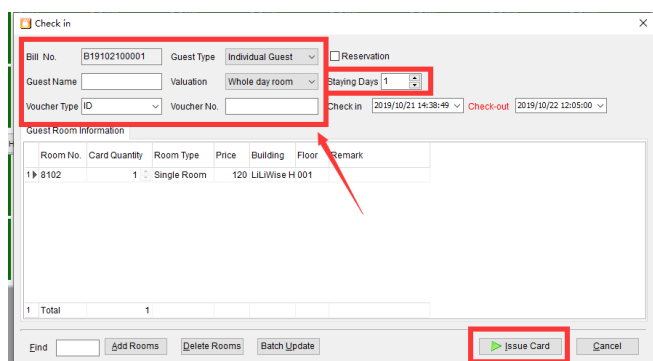 Check in
Bill No. B19102100001 Guest Type Individual Guest Reservation
Guest Name Valuation Whole day room Staying Days 1
Voucher Type ID Voucher No. Check in 2019/10/21 14:38:49 Check-out 2019/10/22 12:05:00
Guest Room Information
Room No. Card Quantity Room Type Price Building Floor Remark
1 8102 1 Single Room 120 LiLiWise H 001
1 Total 1
Find Add Rooms Delete Rooms Batch Update Issue Card Cancel